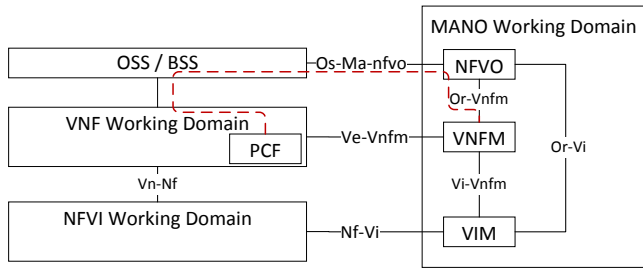 MANO Working Domain
OSS / BSS
Os-Ma-nfvo
NFVO
Or-Vnfm
VNF Working Domain
PCF
Ve-Vnfm
VNFM
Or-Vi
Vn-Nf
Vi-Vnfm
NFVI Working Domain
Nf-Vi
VIM